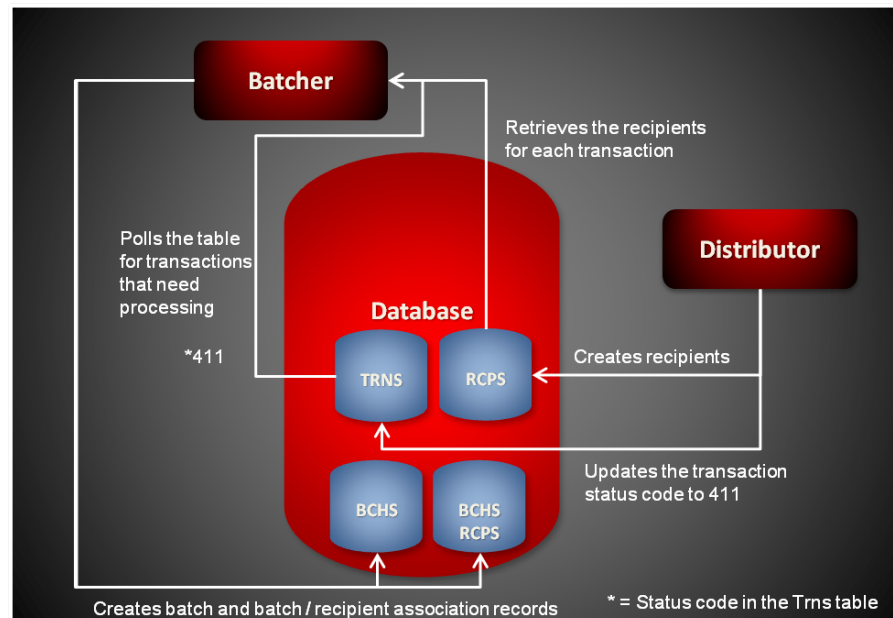 Batcher
Retrieves the recipients
for each transaction
Polls the table
for transactions
that need
processing
*411
Distributor
Database
TRNS
RCPS
Creates recipients
Updates the transaction
status code to 411
BCHS
BCHS
RCPS
Creates batch and batch / recipient association records
* = Status code in the Trns table